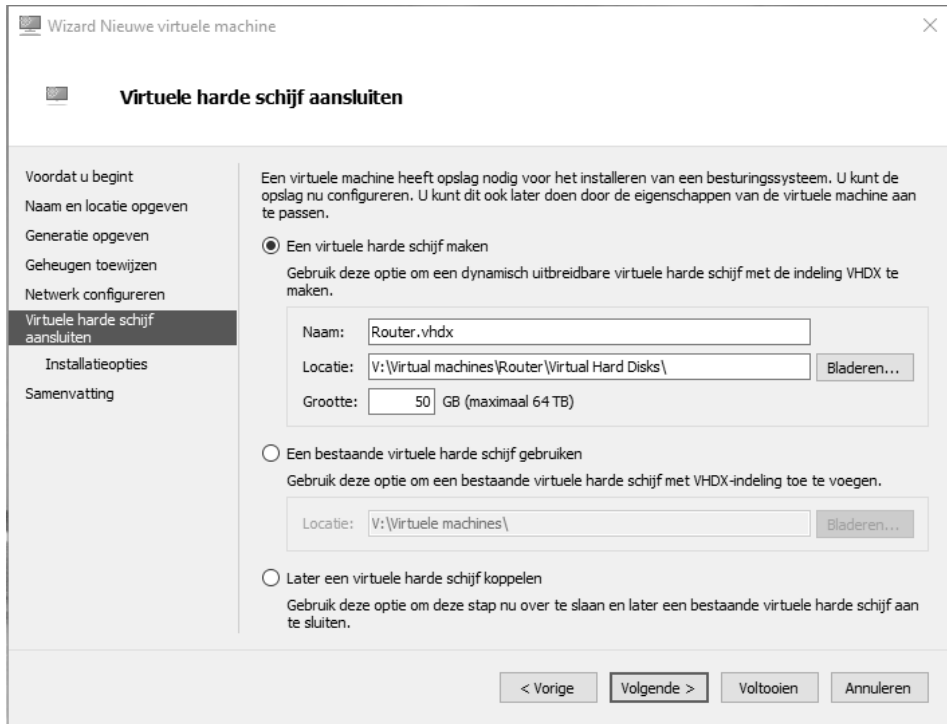 Wizard Nieuwe virtuele machine
Virtuele harde schijf aansluiten
Voordat u begint
Naam en locatie opgeven
Generatie opgeven
Geheugen toewijzen
Netwerk configureren
Virtuele harde schijf
aansluiten
Installatieopties
Samenvatting
Een virtuele machine heeft opslag nodig voor het installeren van een besturingssysteem. U kunt de
opslag nu configureren. U kunt dit ook later doen door de eigenschappen van de virtuele machine aan
te passen.
Een virtuele harde schijf maken
Gebruik deze optie om een dynamisch uitbreidbare virtuele harde schijf met de indeling VHDX te
maken.
Naam: Router.vhdx
Locatie: V:\Virtual machines\Router\Virtual Hard Disks\ Bladeren...
Grootte: 50 GB (maximaal 64 TB)
Een bestaande virtuele harde schijf gebruiken
Gebruik deze optie om een bestaande virtuele harde schijf met VHDX-indeling toe te voegen.
Locatie: V:\Virtuele machines\ Bladeren...
Later een virtuele harde schijf koppelen
Gebruik deze optie om deze stap nu over te slaan en later een bestaande virtuele harde schijf aan
te sluiten.
< Vorige Volgende > Voltooien Annuleren